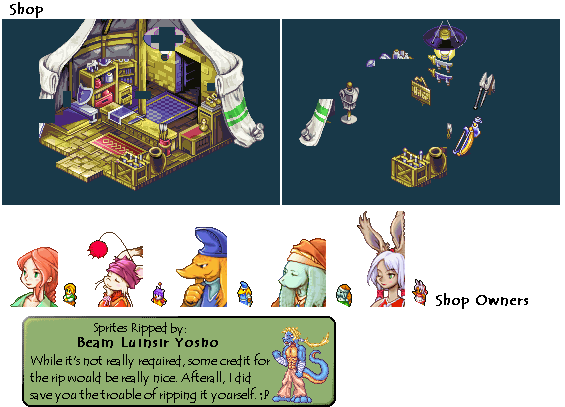 Shop
Shop Owners
Sprites Ripped by:
Beam Luinsir Yosho
While it's not really required, some credit for
the rip would be really nice. Afterall, I did
save you the trouble of ripping it yourself. ;P